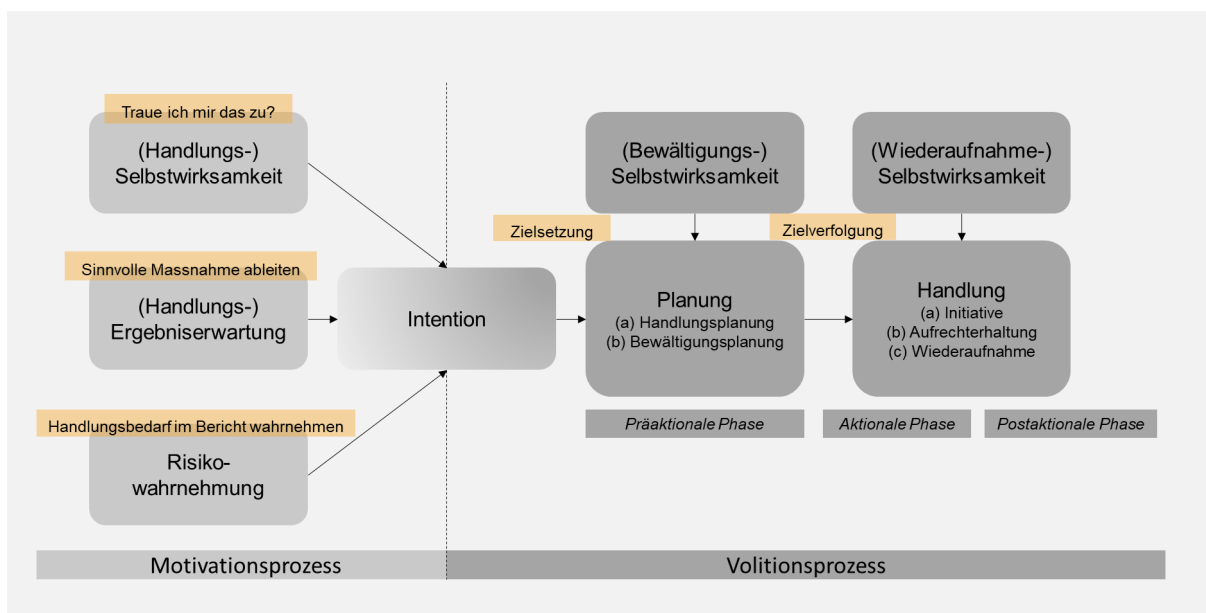 Traue ich mir das zu?
(Handlungs-)
Selbstwirksamkeit
Sinnvolle Massnahme ableiten
(Handlungs-)
Ergebniserwartung
Handlungsbedarf im Bericht wahrnehmen
Risiko-
wahrnehmung
Intention
(Bewältigungs-)
Selbstwirksamkeit
(Wiederaufnahme-)
Selbstwirksamkeit
Zielsetzung
Zielverfolgung
Planung
(a) Handlungsplanung
(b) Bewältigungsplanung
Handlung
(a) Initiative
(b) Aufrechterhaltung
(c) Wiederaufnahme
Präaktionale Phase
Aktionale Phase
Postaktionale Phase
Motivationsprozess
Volitionsprozess